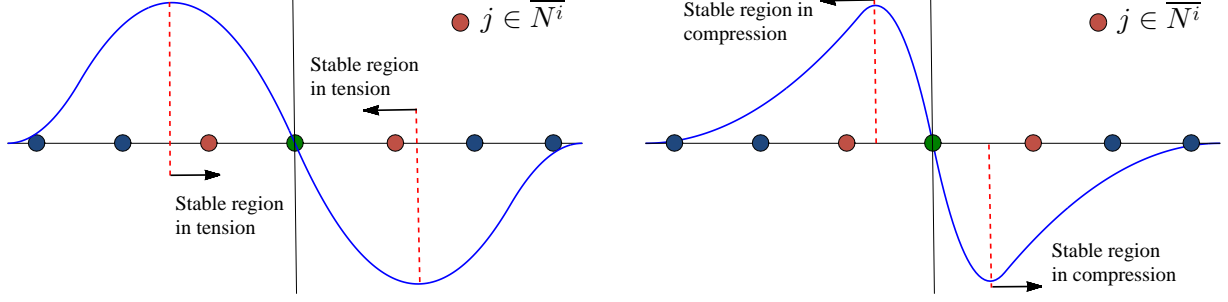 j ∈ \overline{N^i}
Stable region
in tension
Stable region
in tension
Stable region in
compression
j ∈ \overline{N^i}
Stable region
in compression